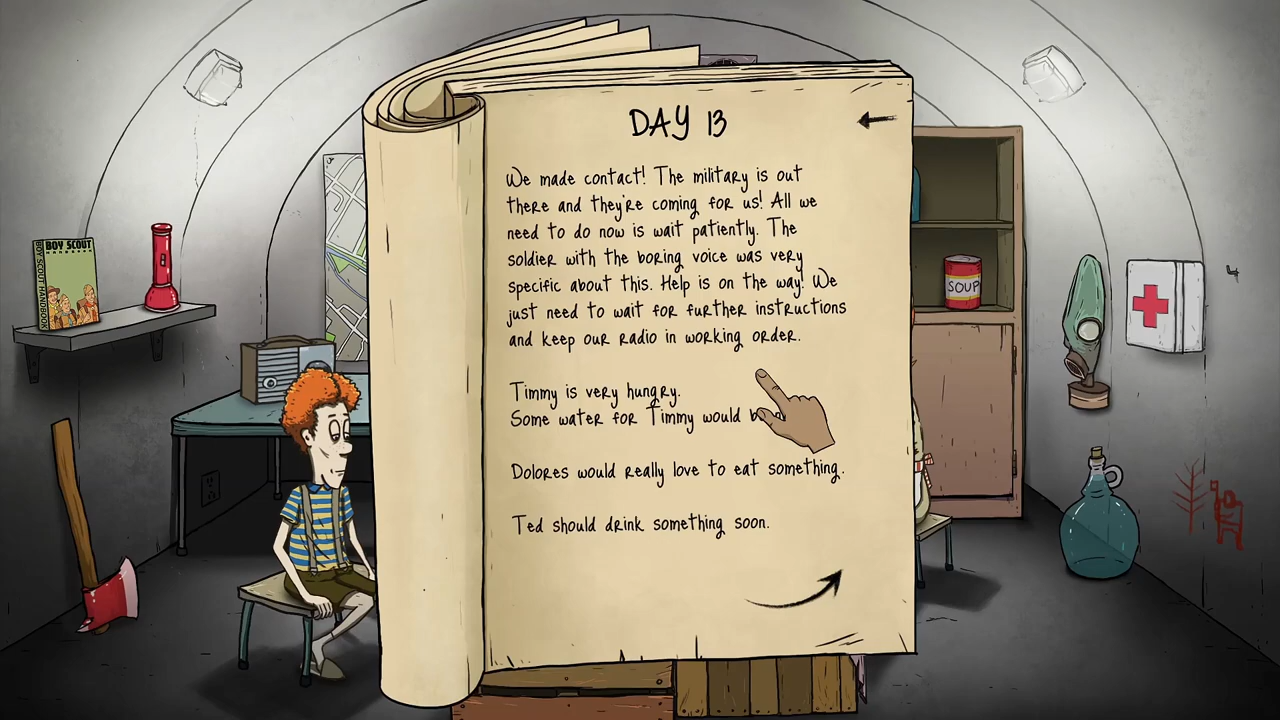 DAY 13
We made contact! The military is out
there and they're coming for us! All we
need to do now is wait patiently. The
soldier with the boring voice was very
specific about this. Help is on the way! We
just need to wait for further instructions
and keep our radio in working order.
Timmy is very hungry.
Some water for Timmy would
Dolores would really love to eat something.
Ted should drink something soon.
BOY SCOUT
BOY SCOUT HANDBOOK
SOUP
4